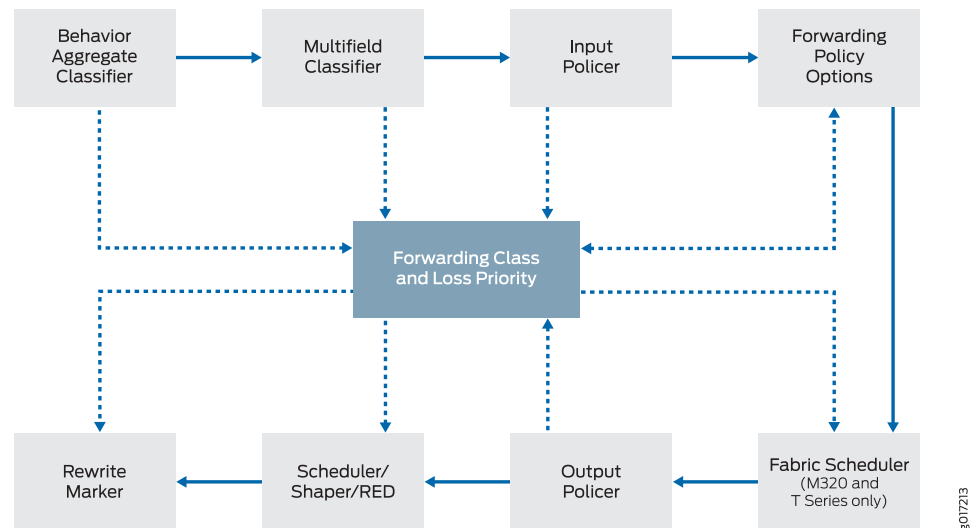 Behavior
Aggregate
Classifier
Multifield
Classifier
Input
Policer
Forwarding
Policy
Options
Forwarding Class
and Loss Priority
Rewrite
Marker
Scheduler/
Shaper/RED
Output
Policer
Fabric Scheduler
(M320 and
T Series only)
g017213